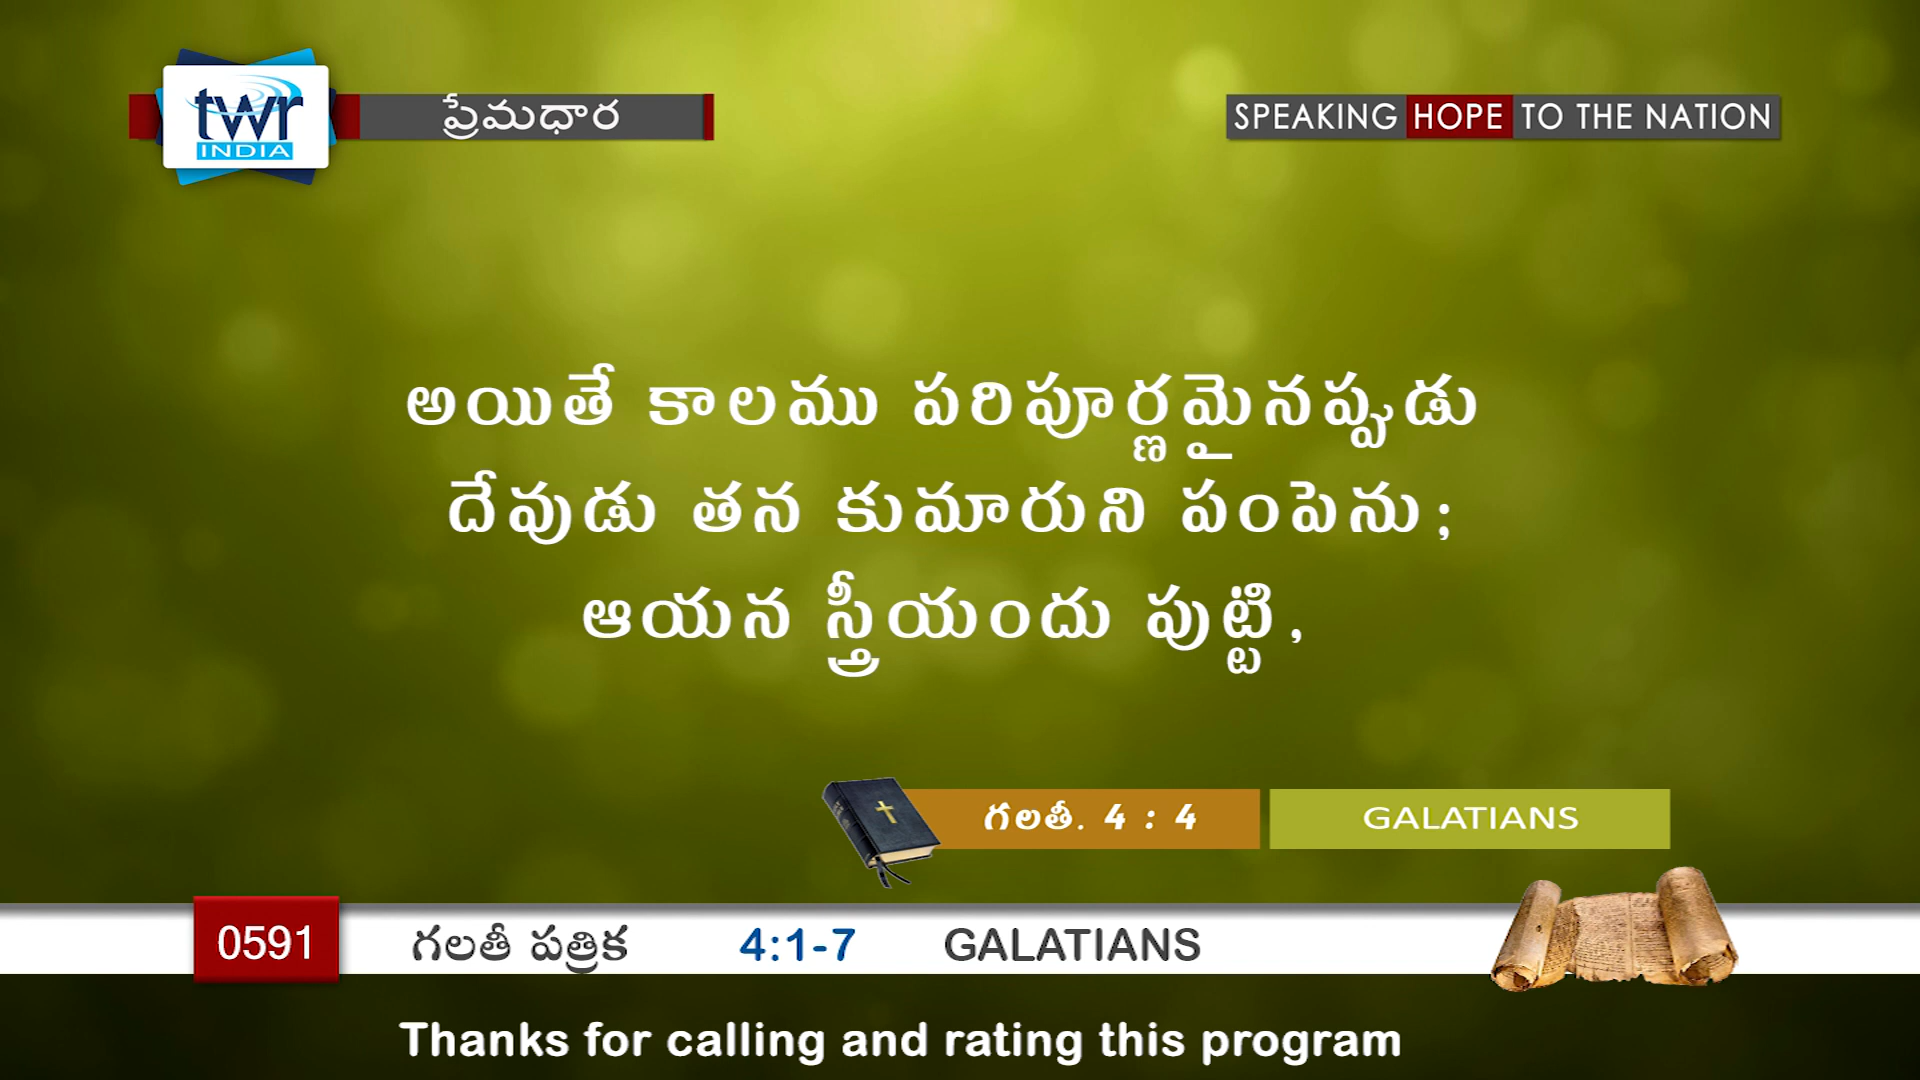 twr
INDIA
ప్రేమధార
SPEAKING HOPE TO THE NATION
అయితే కాలము పరిపూర్ణమైనప్పుడు
దేవుడు తన కుమారుని పంపెను;
ఆయన స్త్రీయందు పుట్టి,
గలతీ. 4 : 4
GALATIANS
0591 గలతీ పత్రిక 4:1-7 GALATIANS
Thanks for calling and rating this program